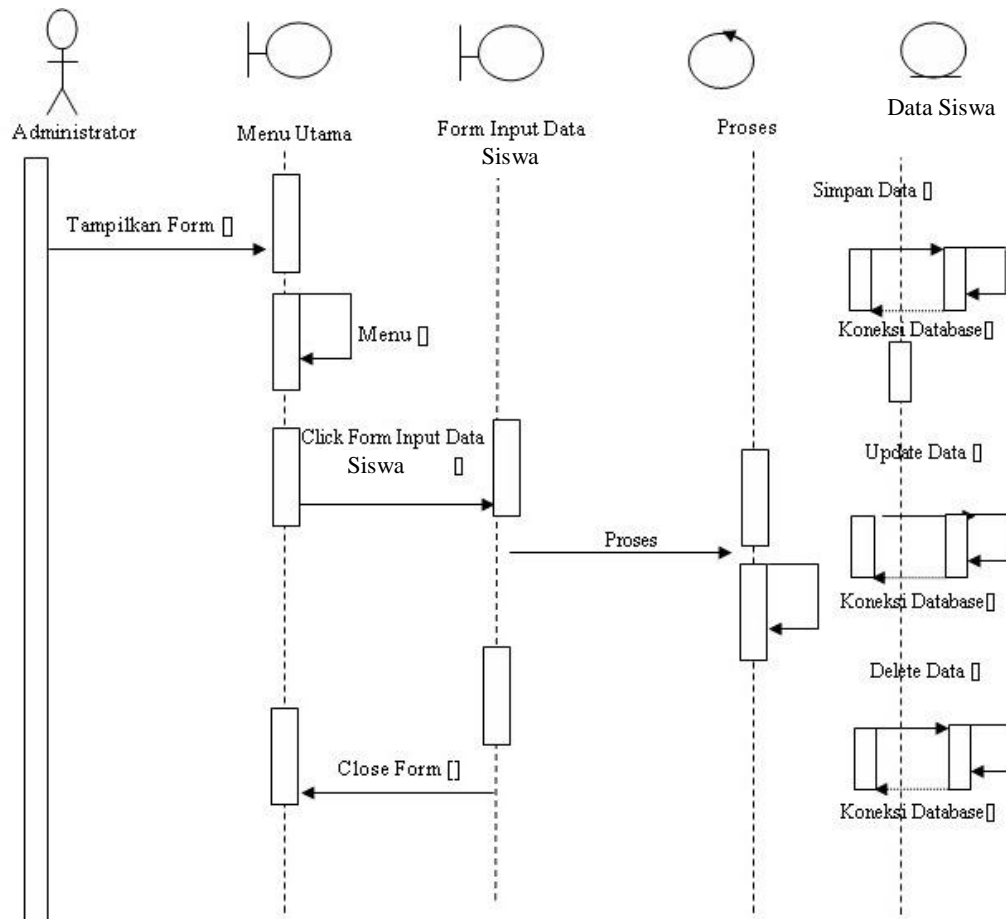 Administrator
Menu Utama
Form Input Data
Siswa
Proses
Data Siswa
Simpan Data []
Tampilkan Form []
Koneksi Database[]
Menu []
Click Form Input Data
Siswa []
Update Data []
Proses
Koneksi Database[]
Delete Data []
Close Form []
Koneksi Database[]